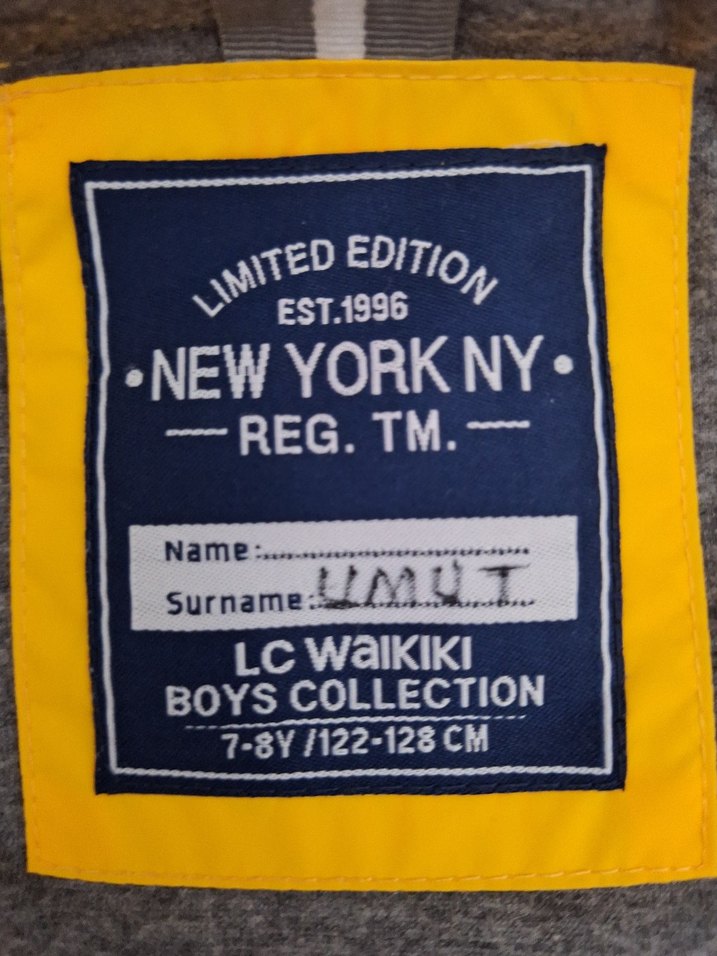 LIMITED EDITION
EST.1996
•NEW YORK NY•
— REG. TM. —
Name:....................
Surname: UMUT
LC WaIKIKI
BOYS COLLECTION
7-8Y /122-128 CM